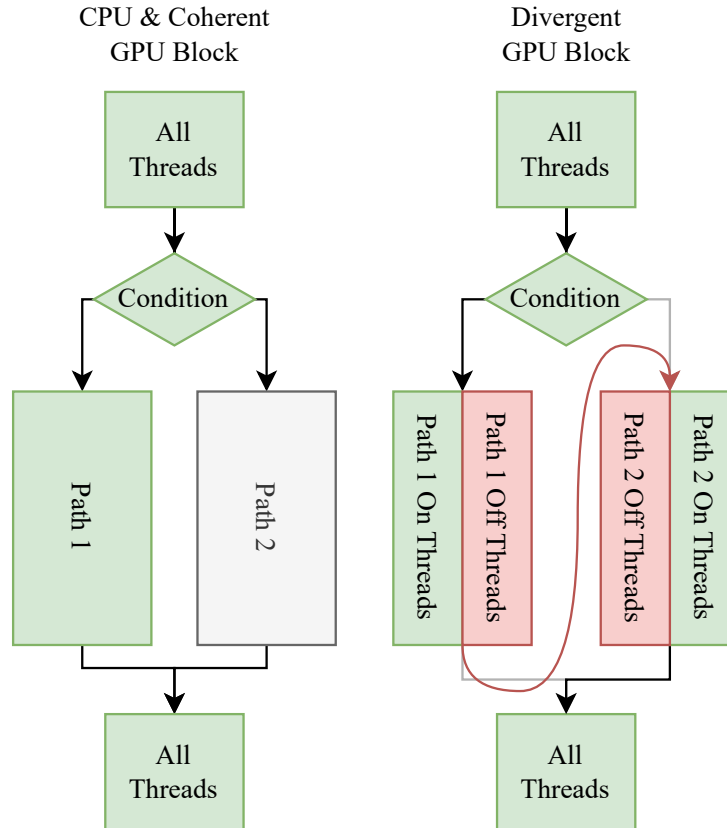 CPU & Coherent
GPU Block
All
Threads
Condition
Path 1
Path 2
All
Threads
Divergent
GPU Block
All
Threads
Condition
Path 1 On Threads
Path 1 Off Threads
Path 2 Off Threads
Path 2 On Threads
All
Threads